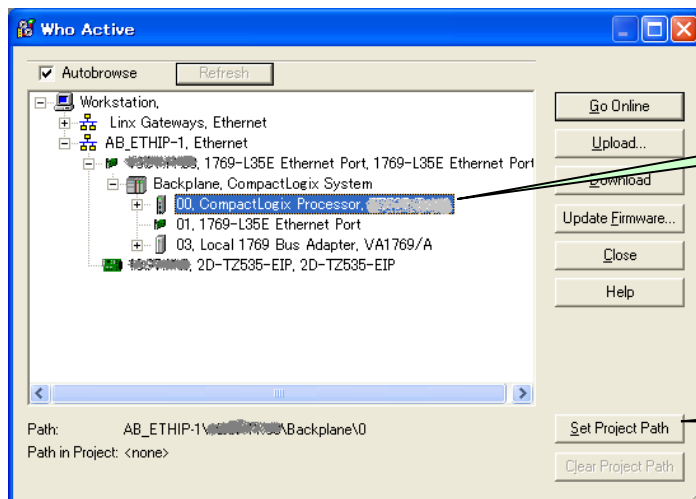 Who Active
Autobrowse
Refresh
Workstation,
Linx Gateways, Ethernet
AB_ETHIP-1, Ethernet
, 1769-L35E Ethernet Port, 1769-L35E Ethernet Port
Backplane, CompactLogix System
00, CompactLogix Processor,
01, 1769-L35E Ethernet Port
03, Local 1769 Bus Adapter, VA1769/A
, 2D-TZ535-EIP, 2D-TZ535-EIP
Go Online
Upload...
Download
Update Firmware...
Close
Help
Path: AB_ETHIP-1\ \Backplane\0
Path in Project: <none>
Set Project Path
Clear Project Path